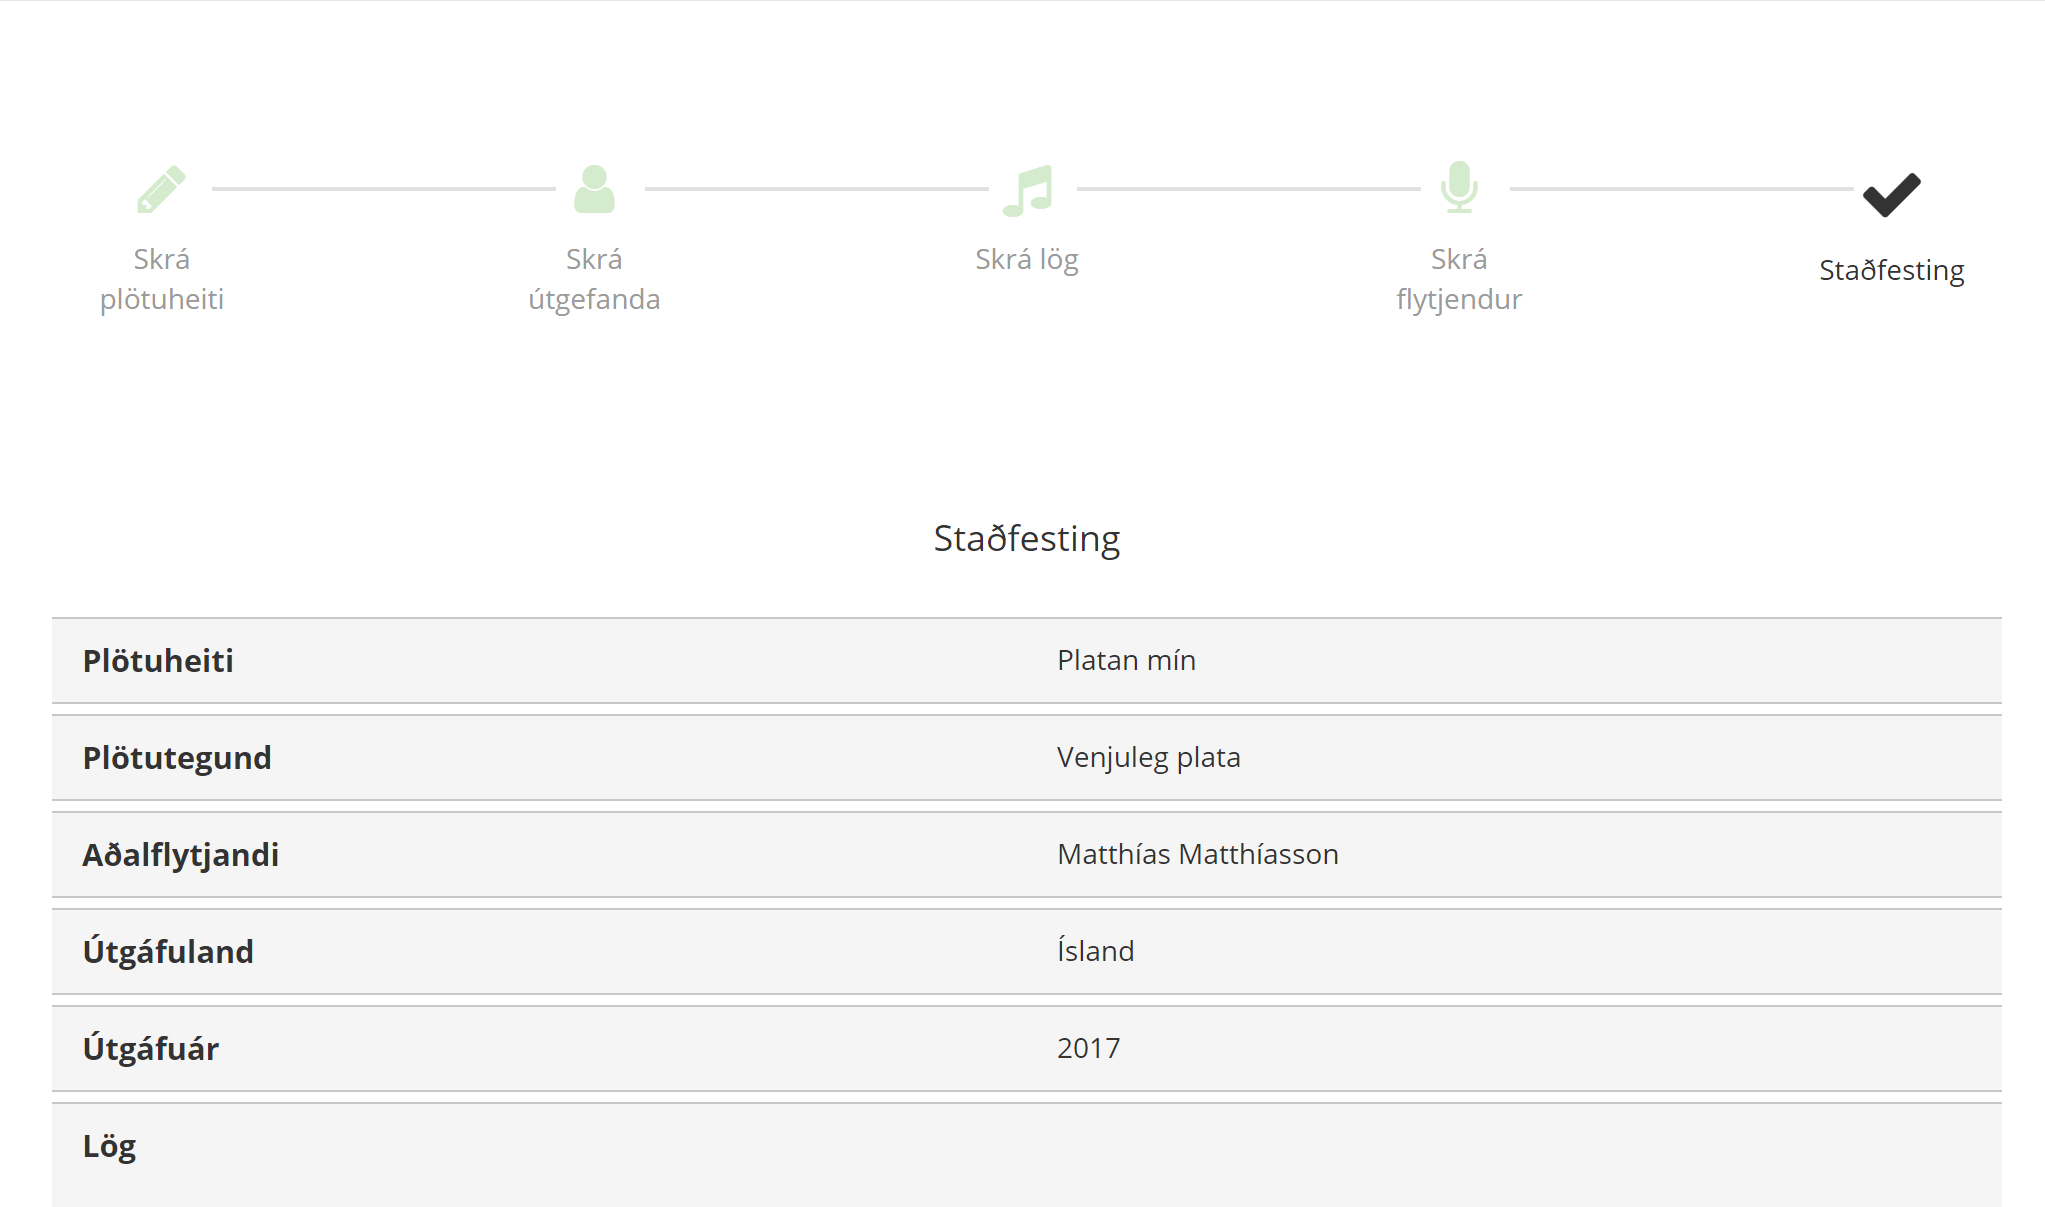 Skrá
plötuheiti
Skrá
útgefanda
Skrá lög
Skrá
flytjendur
Staðfesting
Staðfesting
Plötuheiti Platan mín
Plötutegund Venjuleg plata
Aðalflytjandi Matthías Matthíasson
Útgáfuland Ísland
Útgáfuár 2017
Lög